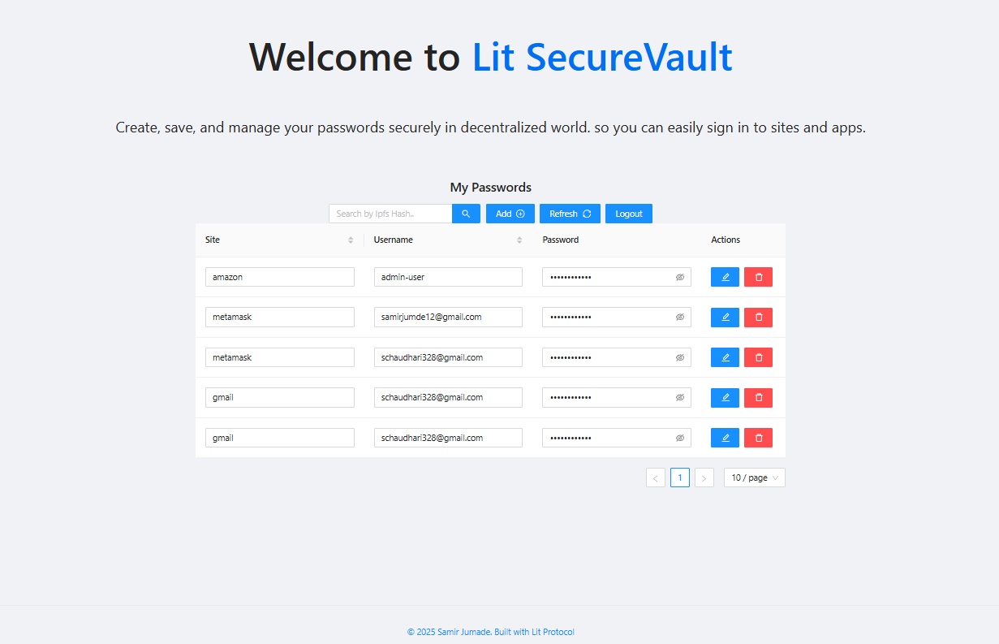 Welcome to Lit SecureVault
Create, save, and manage your passwords securely in decentralized world. so you can easily sign in to sites and apps.
My Passwords
Search by Ipfs Hash.. Add Refresh Logout
Site Username Password Actions
amazon admin-user ••••••••••••
metamask samirjumde12@gmail.com ••••••••••••
metamask schaudhari328@gmail.com ••••••••••••
gmail schaudhari328@gmail.com ••••••••••••
gmail schaudhari328@gmail.com ••••••••••••
< 1 > 10 / page
© 2025 Samir Jumade. Built with Lit Protocol